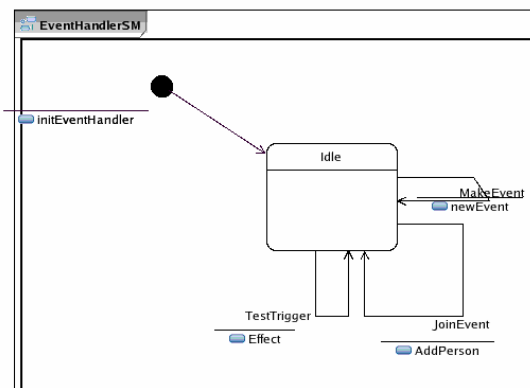 EventHandlerSM
initEventHandler
Idle
MakeEvent
newEvent
TestTrigger
Effect
JoinEvent
AddPerson